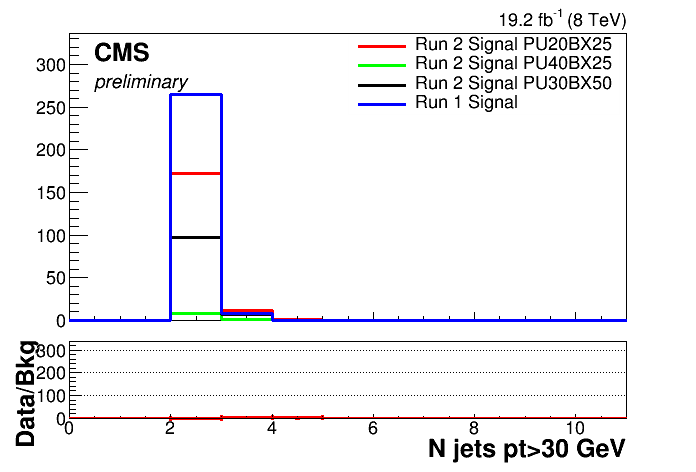 19.2 fb-1 (8 TeV)
CMS
preliminary
Run 2 Signal PU20BX25
Run 2 Signal PU40BX25
Run 2 Signal PU30BX50
Run 1 Signal
300
250
200
150
100
50
0
Data/Bkg
300
200
100
0
0 2 4 6 8 10
N jets pt>30 GeV